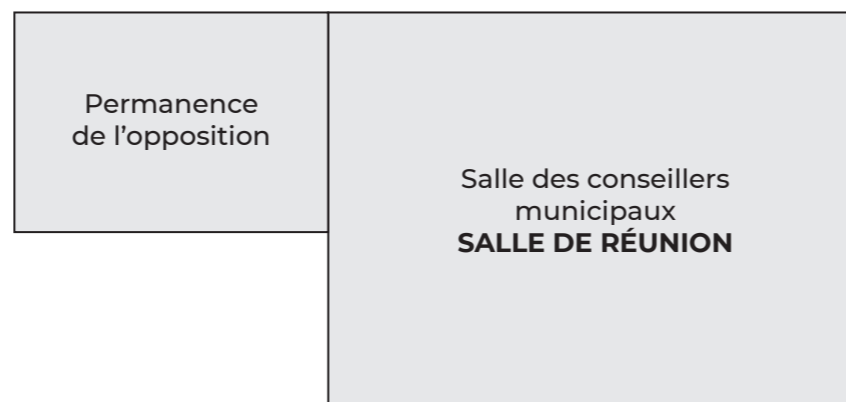 Permanence
de l’opposition
Salle des conseillers
municipaux
SALLE DE RÉUNION